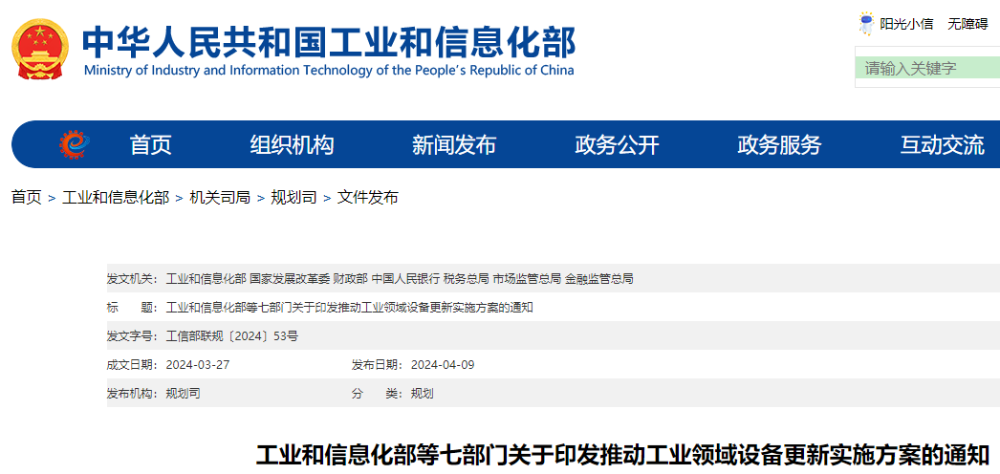 阳光小信 无障碍
中华人民共和国工业和信息化部
Ministry of Industry and Information Technology of the People's Republic of China
请输入关键字
首页 组织机构 新闻发布 政务公开 政务服务 互动交流
首页 > 工业和信息化部 > 机关司局 > 规划司 > 文件发布
发文机关: 工业和信息化部 国家发展改革委 财政部 中国人民银行 税务总局 市场监管总局 金融监管总局
标 题: 工业和信息化部等七部门关于印发推动工业领域设备更新实施方案的通知
发文字号: 工信部联规〔2024〕53号
成文日期: 2024-03-27 发布日期: 2024-04-09
发布机构: 规划司 分 类: 规划
工业和信息化部等七部门关于印发推动工业领域设备更新实施方案的通知